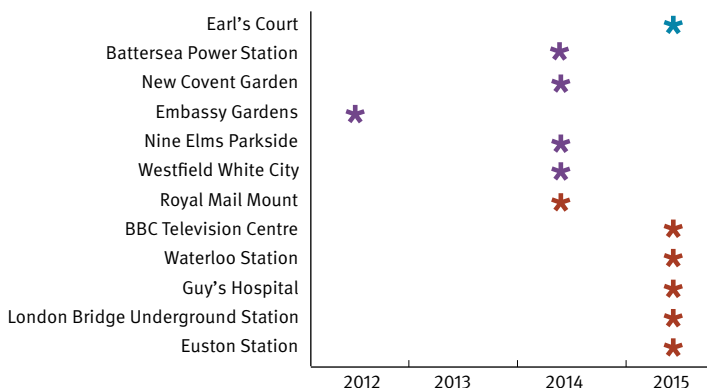 Earl’s Court
Battersea Power Station
New Covent Garden
Embassy Gardens
Nine Elms Parkside
Westfield White City
Royal Mail Mount
BBC Television Centre
Waterloo Station
Guy’s Hospital
London Bridge Underground Station
Euston Station
2012 2013 2014 2015